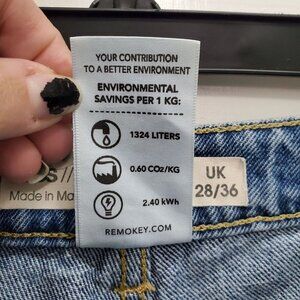 YOUR CONTRIBUTION
TO A BETTER ENVIRONMENT
ENVIRONMENTAL
SAVINGS PER 1 KG:
1324 LITERS
0.60 CO2/KG
2.40 kWh
REMOKEY.COM
Made in Ma
UK
28/36